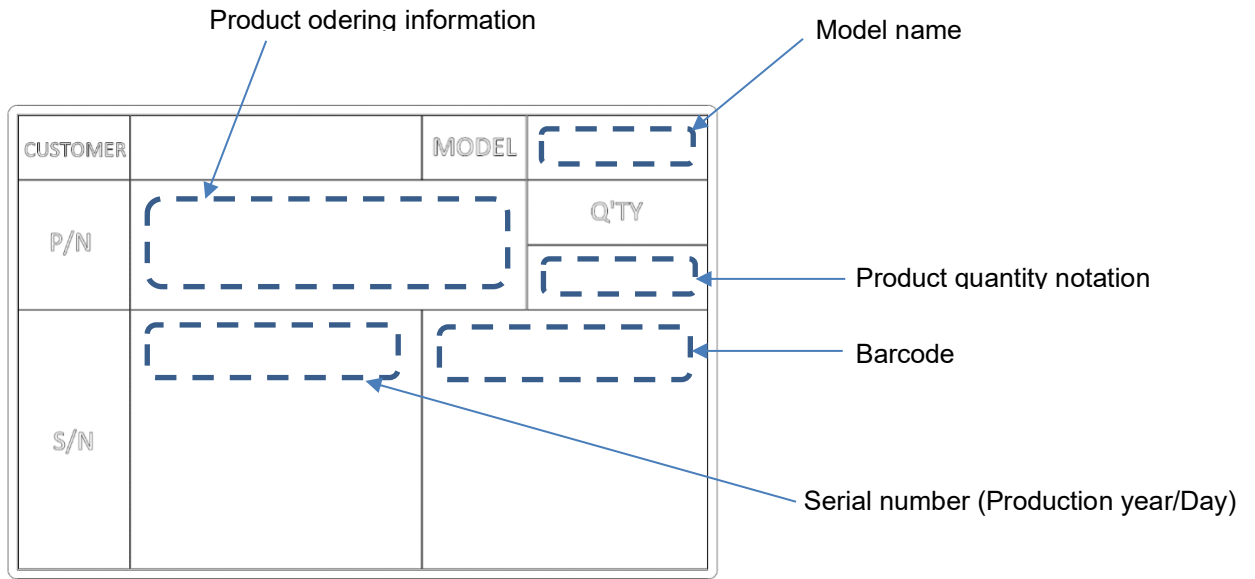 Product odering information
Model name
CUSTOMER
MODEL
P/N
Q'TY
Product quantity notation
Barcode
S/N
Serial number (Production year/Day)